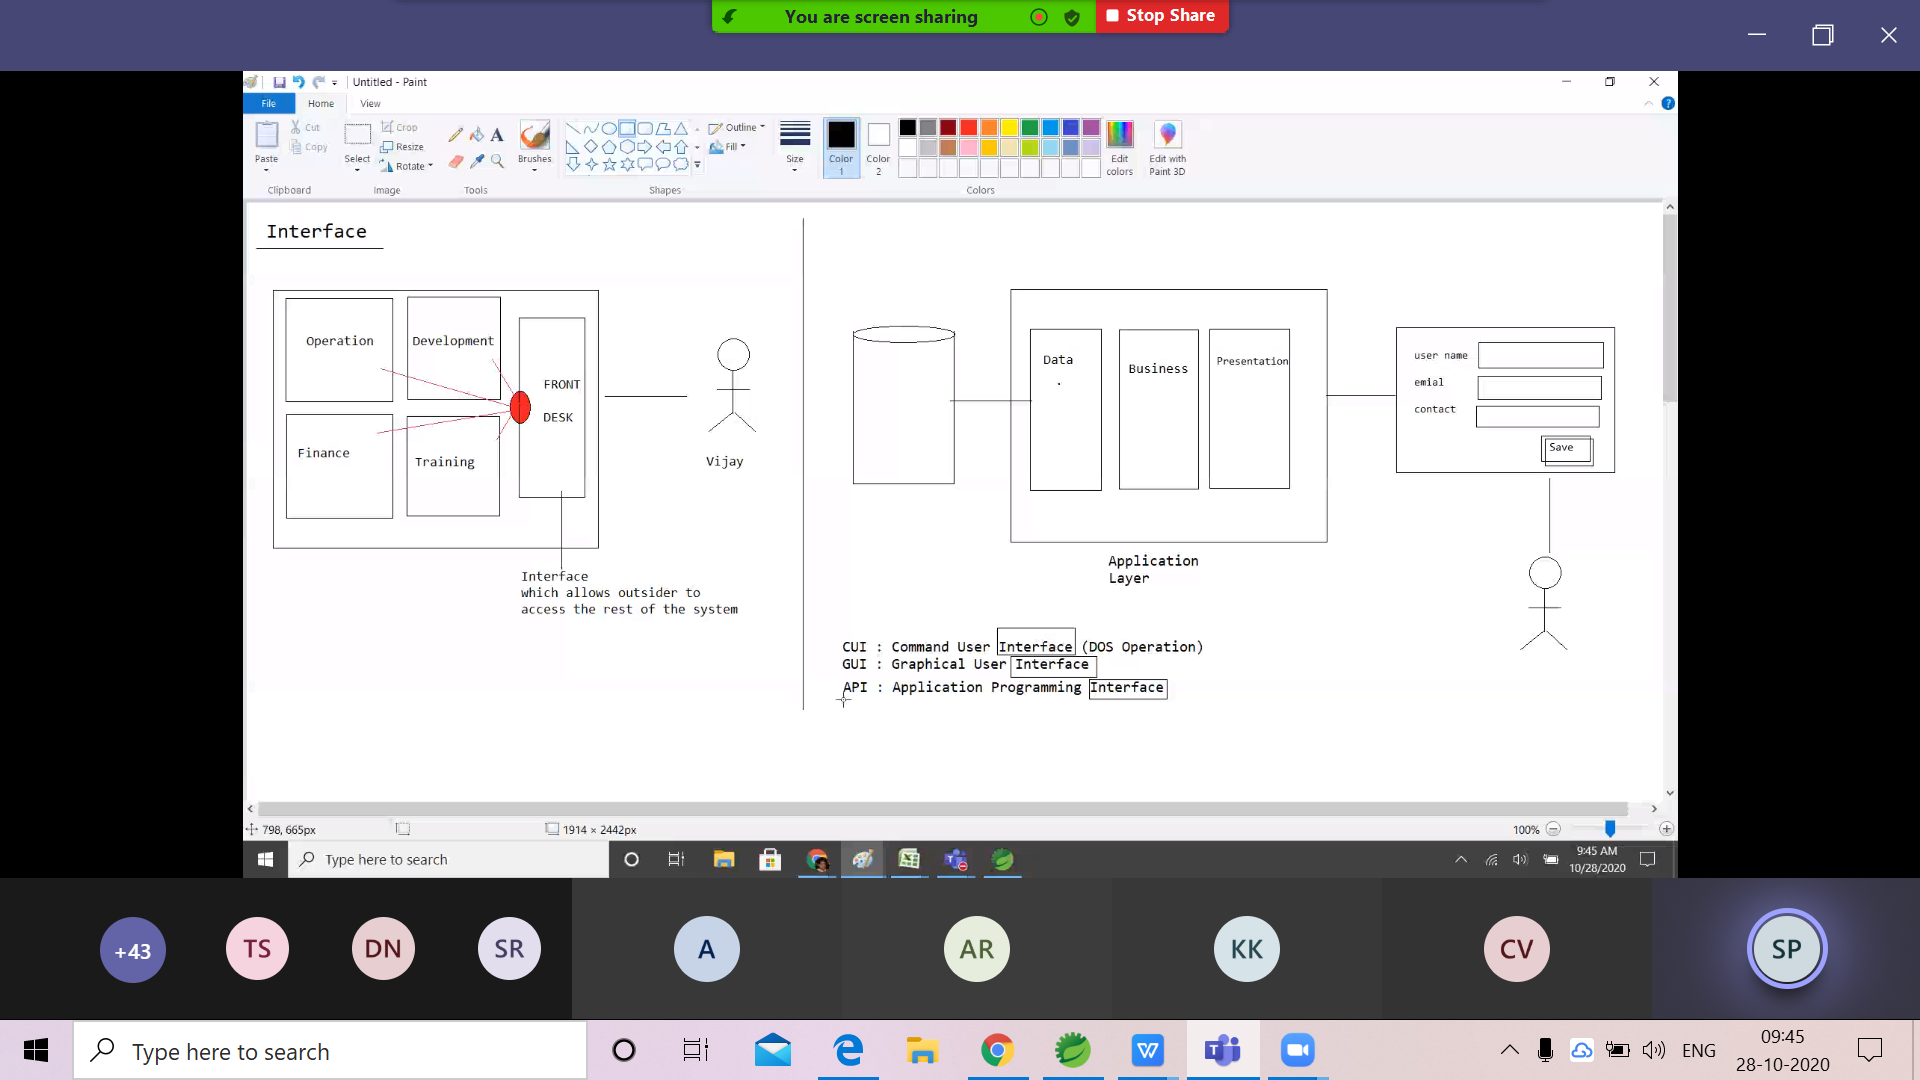 You are screen sharing
Stop Share
Untitled - Paint
File Home View
Paste
Cut
Copy
Clipboard
Select
Crop
Resize
Rotate
Image
Tools
Brushes
Shapes
Outline
Fill
Size
Color 1
Color 2
Colors
Edit colors
Edit with Paint 3D
Interface
Operation
Development
Finance
Training
FRONT
DESK
Vijay
Interface
which allows outsider to
access the rest of the system
Data
.
Business
Presentation
Application
Layer
user name
emial
contact
Save
CUI : Command User Interface (DOS Operation)
GUI : Graphical User Interface
API : Application Programming Interface
798, 665px
1914 × 2442px
100%
Type here to search
9:45 AM
10/28/2020
+43
TS
DN
SR
A
AR
KK
CV
SP
Type here to search
ENG
09:45
28-10-2020